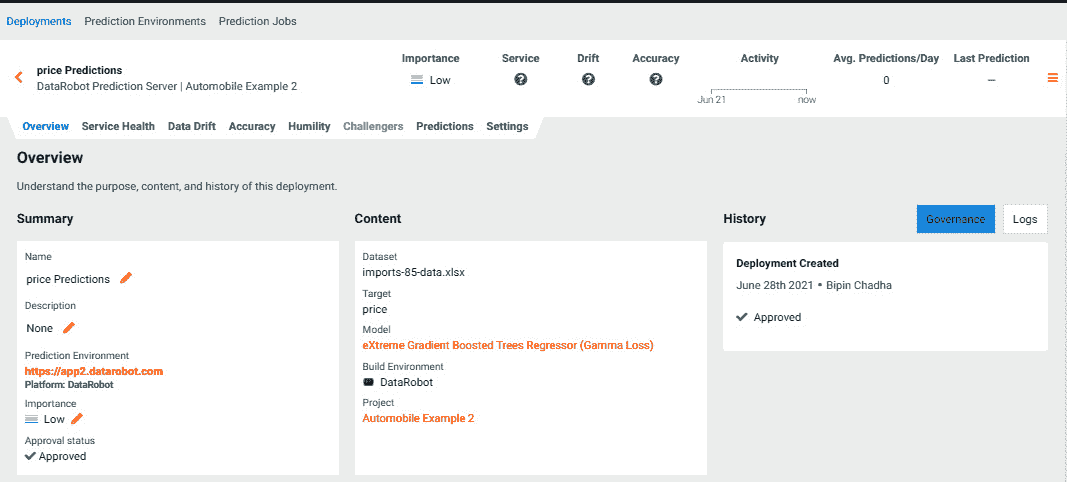 Deployments Prediction Environments Prediction Jobs
price Predictions
DataRobot Prediction Server | Automobile Example 2
Importance Service Drift Accuracy Activity Avg. Predictions/Day Last Prediction
Low ? ? ? 0 —
Jun 21 now
Overview Service Health Data Drift Accuracy Humility Challengers Predictions Settings
Overview
Understand the purpose, content, and history of this deployment.
Summary
Name
price Predictions
Description
None
Prediction Environment
https://app2.datarobot.com
Platform: DataRobot
Importance
Low
Approval status
Approved
Content
Dataset
imports-85-data.xlsx
Target
price
Model
eXtreme Gradient Boosted Trees Regressor (Gamma Loss)
Build Environment
DataRobot
Project
Automobile Example 2
History Governance Logs
Deployment Created
June 28th 2021 • Bipin Chadha
Approved